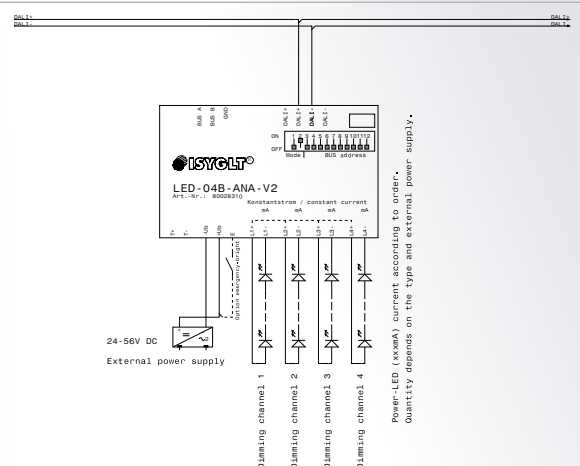 DALI+ DALI+
DALI- DALI-
BUS A
BUS B
GND
DALI+
DALI+
DALI-
DALI-
ON
1 2 3 4 5 6 7 8 9 10 11 12
OFF
Mode BUS address
ISYGLT®
LED-04B-ANA-V2
Art.-Nr.: 8002831()
Konstantstrom / constant current
mA mA mA mA
T+
T-
-Ub
+Ub
E
L1+
L1-
L2+
L2-
L3+
L3-
L4+
L4-
Option emergency-bright
24-56V DC
External power supply
Dimming channel 1
Dimming channel 2
Dimming channel 3
Dimming channel 4
Power-LED (xxxmA) current according to order.
Quantity depends on the type and external power supply.